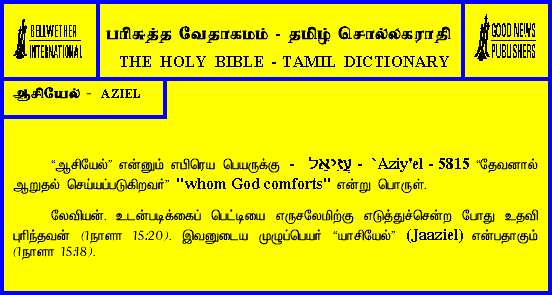 BELLWETHER
INTERNATIONAL
பரிசுத்த வேதாகமம் - தமிழ் சொல்லகராதி
THE HOLY BIBLE - TAMIL DICTIONARY
GOOD NEWS
PUBLISHERS
ஆசியேல் - AZIEL
“ஆசியேல்” என்னும் எபிரெய பெயருக்கு - עֲזִיאֵל - `Aziy'el - 5815 “தேவனால்
ஆறுதல் செய்யப்படுகிறவர்” "whom God comforts" என்று பொருள்.
லேவியன். உடன்படிக்கைப் பெட்டியை எருசலேமிற்கு எடுத்துச்சென்ற போது உதவி
புரிந்தவன் (1நாளா 15:20). இவனுடைய முழுப்பெயர் “யாசியேல்” (Jaaziel) என்பதாகும்
(1நாளா 15:18).